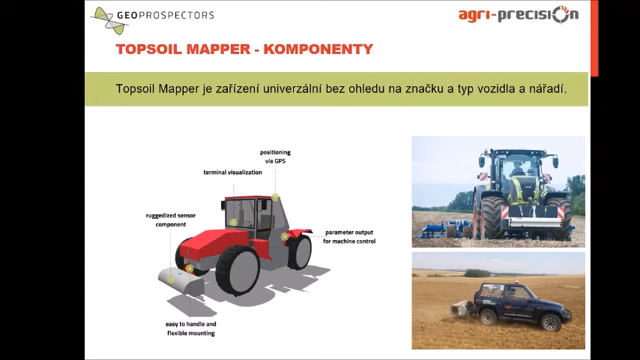 GEOPROSPECTORS
agri-precision
TOPSOIL MAPPER - KOMPONENTY
Topsoil Mapper je zařízení univerzální bez ohledu na značku a typ vozidla a nářadí.
positioning
via GPS
terminal visualization
ruggedized sensor
component
parameter output
for machine control
easy to handle and
flexible mounting